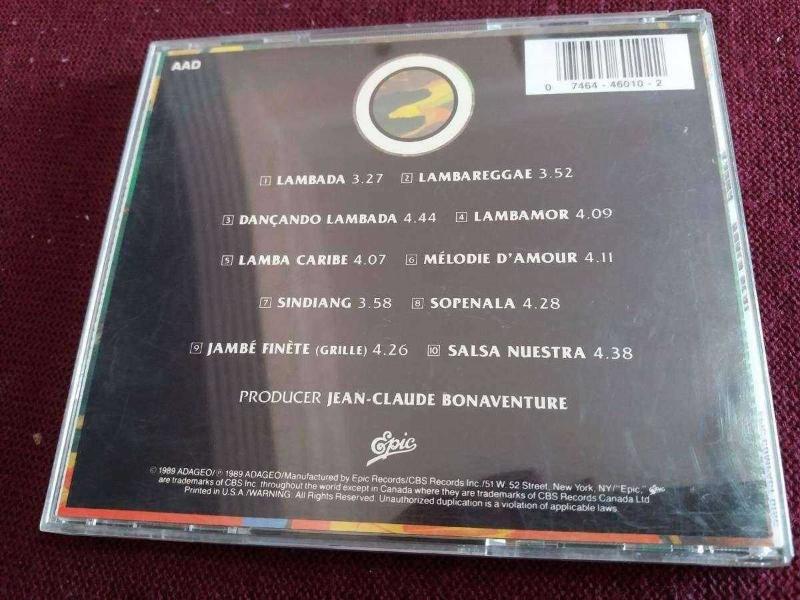 AAD
0 7464-46010-2
1 LAMBADA 3.27 2 LAMBAREGGAE 3.52
3 DANÇANDO LAMBADA 4.44 4 LAMBAMOR 4.09
5 LAMBA CARIBE 4.07 6 MÉLODIE D'AMOUR 4.11
7 SINDIANG 3.58 8 SOPENALA 4.28
9 JAMBÉ FINÈTE (GRILLE) 4.26 10 SALSA NUESTRA 4.38
PRODUCER JEAN-CLAUDE BONAVENTURE
Epic
© 1989 ADAGEO/℗ 1989 ADAGEO/Manufactured by Epic Records/CBS Records Inc./51 W. 52 Street, New York, NY/"Epic," Epic
are trademarks of CBS Inc. throughout the world except in Canada where they are trademarks of CBS Records Canada Ltd.
Printed in U.S.A./WARNING: All Rights Reserved. Unauthorized duplication is a violation of applicable laws.